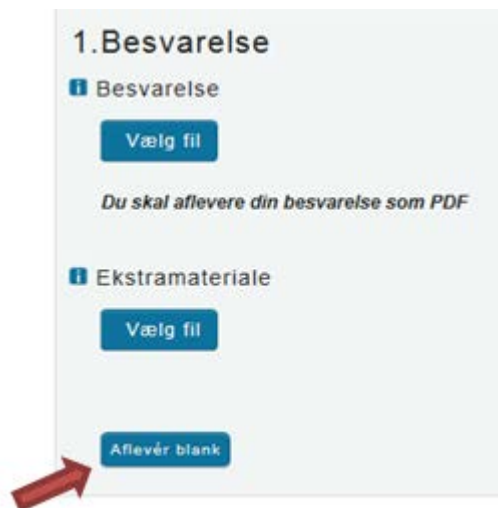 1.Besvarelse
Besvarelse
Vælg fil
Du skal aflevere din besvarelse som PDF
Ekstramateriale
Vælg fil
Aflevér blank